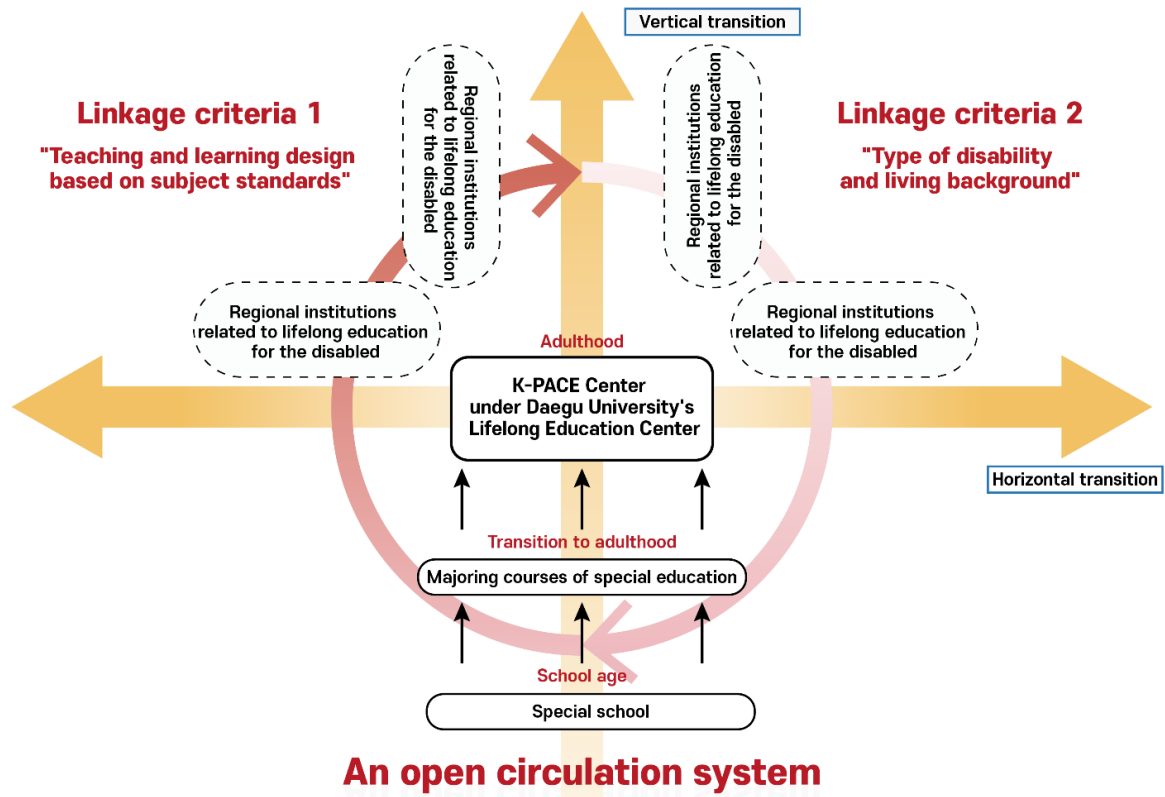 Vertical transition
Linkage criteria 1
"Teaching and learning design
based on subject standards"
Regional institutions
related to lifelong education
for the disabled
Regional institutions
related to lifelong education
for the disabled
Linkage criteria 2
"Type of disability
and living background"
Regional institutions
related to lifelong education
for the disabled
Regional institutions
related to lifelong education
for the disabled
Adulthood
K-PACE Center
under Daegu University's
Lifelong Education Center
Horizontal transition
Transition to adulthood
Majoring courses of special education
School age
Special school
An open circulation system